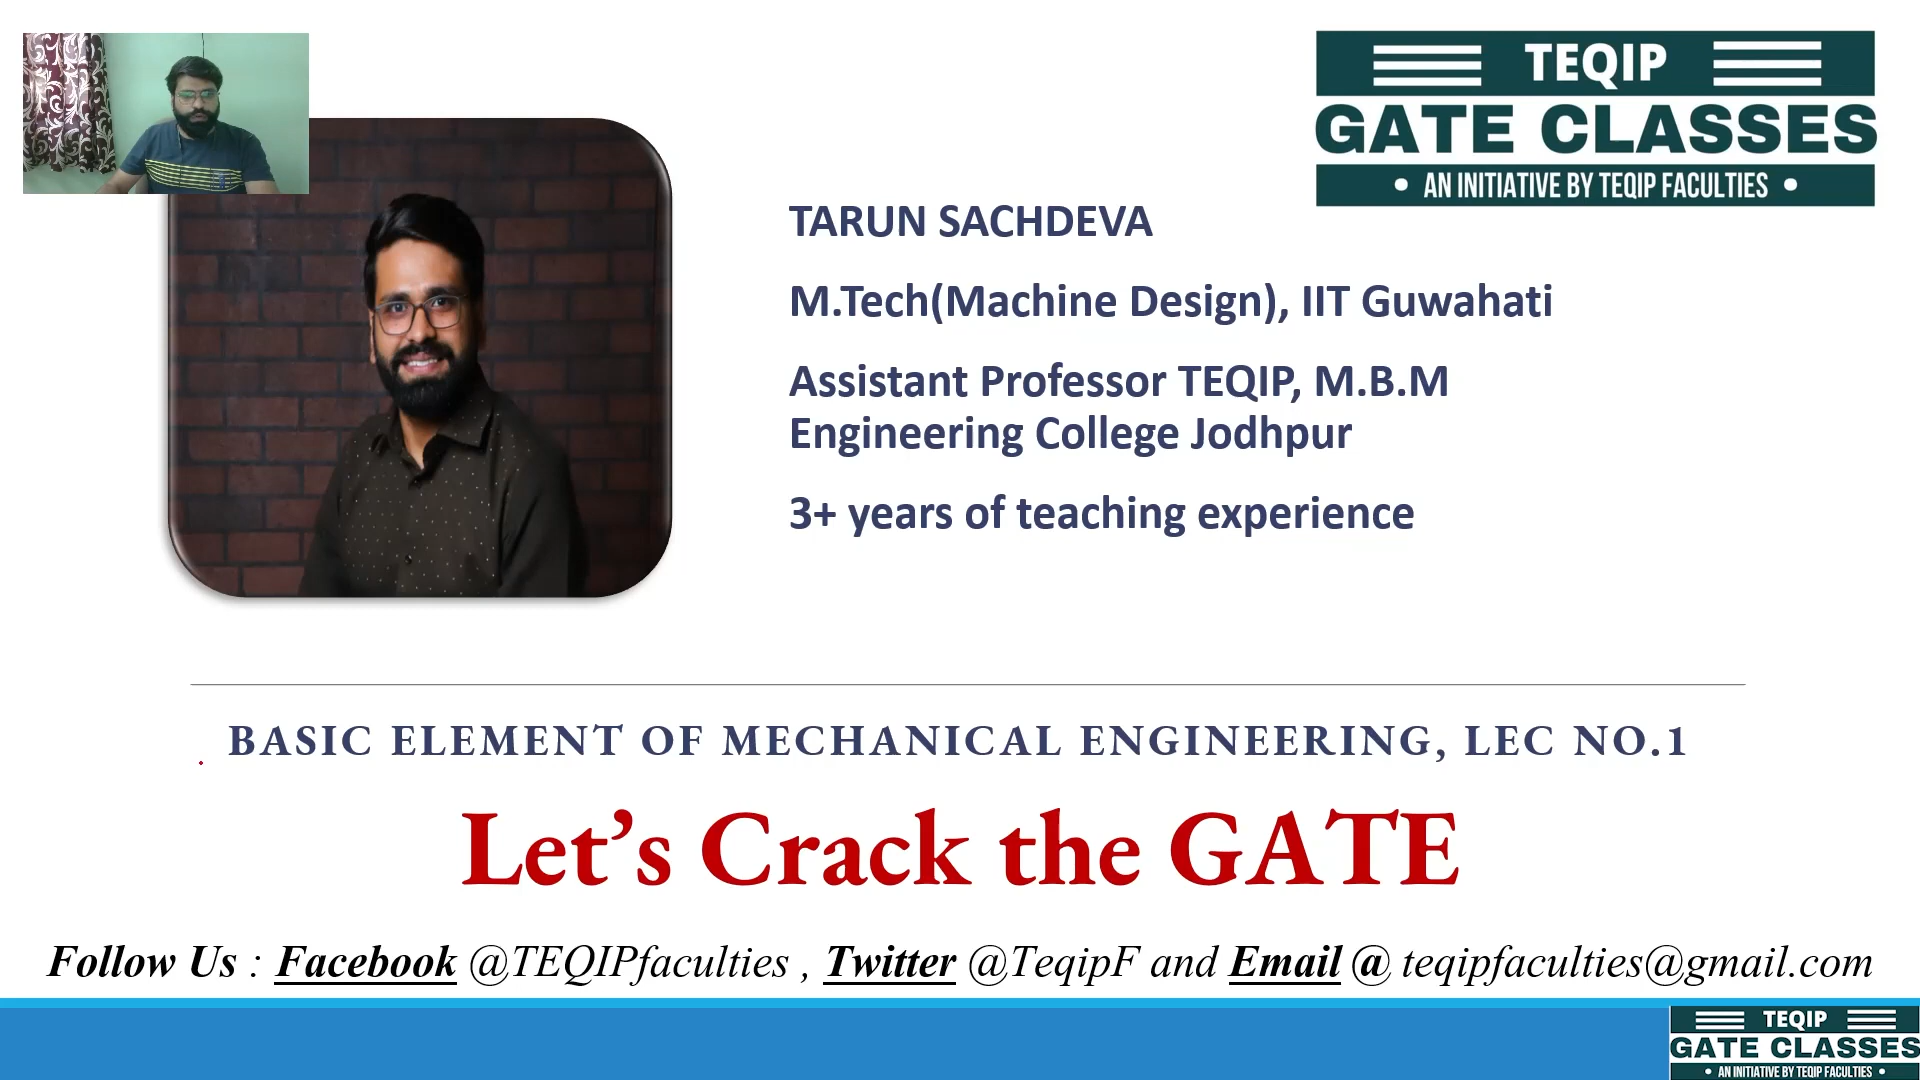 TEQIP
GATE CLASSES
• AN INITIATIVE BY TEQIP FACULTIES •
TARUN SACHDEVA
M.Tech(Machine Design), IIT Guwahati
Assistant Professor TEQIP, M.B.M
Engineering College Jodhpur
3+ years of teaching experience
BASIC ELEMENT OF MECHANICAL ENGINEERING, LEC NO.1
Let’s Crack the GATE
Follow Us : Facebook @TEQIPfaculties , Twitter @TeqipF and Email @ teqipfaculties@gmail.com
TEQIP
GATE CLASSES
• AN INITIATIVE BY TEQIP FACULTIES •